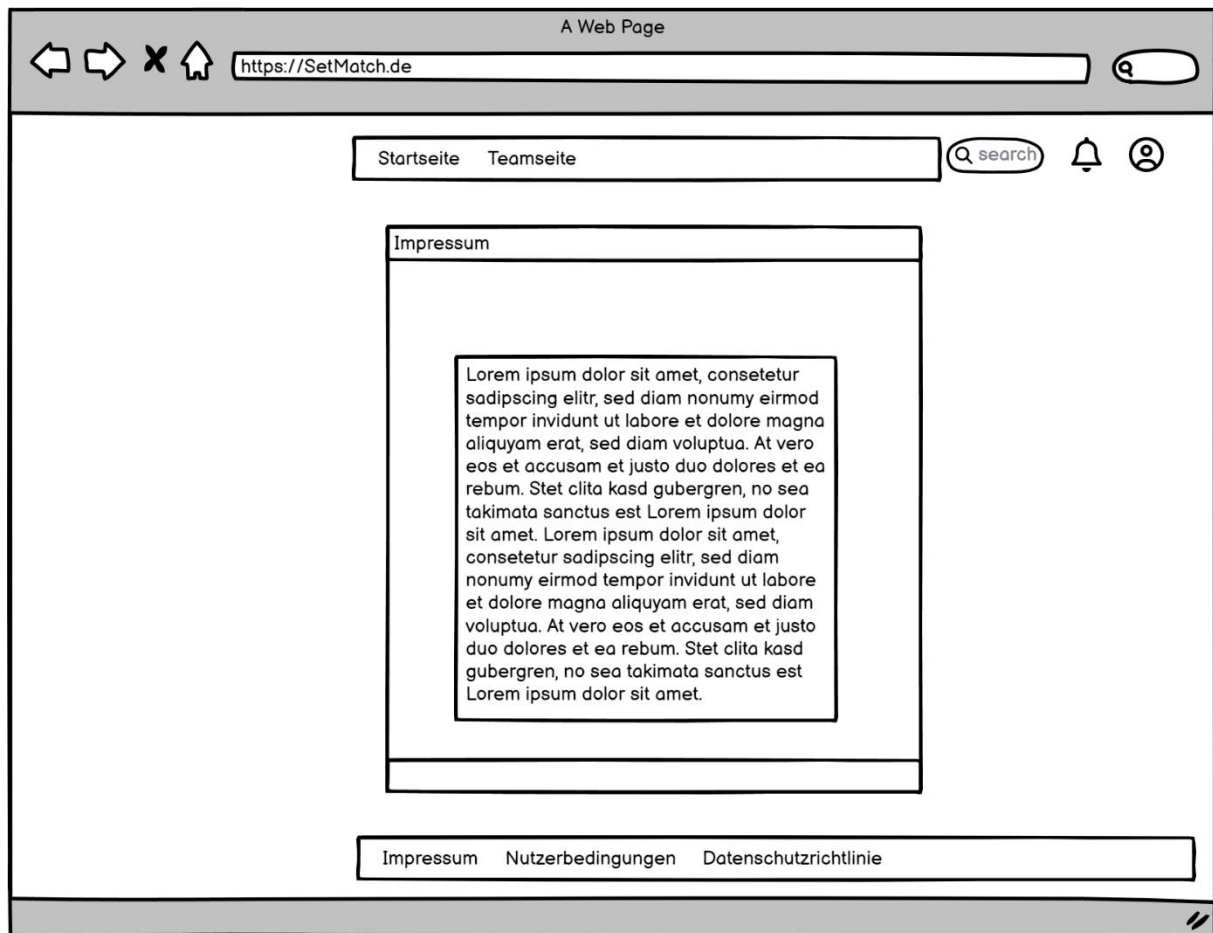 A Web Page
https://SetMatch.de
Startseite Teamseite
search
Impressum
Lorem ipsum dolor sit amet, consetetur
sadipscing elitr, sed diam nonumy eirmod
tempor invidunt ut labore et dolore magna
aliquyam erat, sed diam voluptua. At vero
eos et accusam et justo duo dolores et ea
rebum. Stet clita kasd gubergren, no sea
takimata sanctus est Lorem ipsum dolor
sit amet. Lorem ipsum dolor sit amet,
consetetur sadipscing elitr, sed diam
nonumy eirmod tempor invidunt ut labore
et dolore magna aliquyam erat, sed diam
voluptua. At vero eos et accusam et justo
duo dolores et ea rebum. Stet clita kasd
gubergren, no sea takimata sanctus est
Lorem ipsum dolor sit amet.
Impressum Nutzerbedingungen Datenschutzrichtlinie